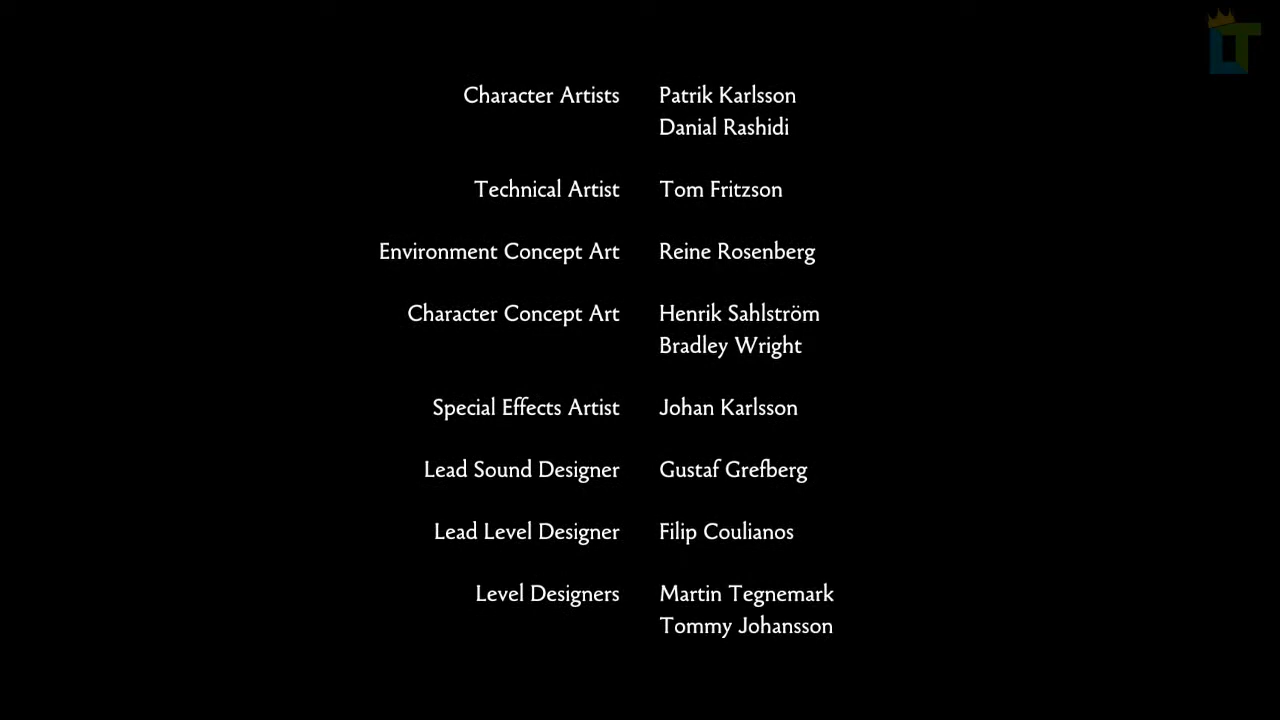 Character Artists Patrik Karlsson
Danial Rashidi
Technical Artist Tom Fritzson
Environment Concept Art Reine Rosenberg
Character Concept Art Henrik Sahlström
Bradley Wright
Special Effects Artist Johan Karlsson
Lead Sound Designer Gustaf Grefberg
Lead Level Designer Filip Coulianos
Level Designers Martin Tegnemark
Tommy Johansson
LT